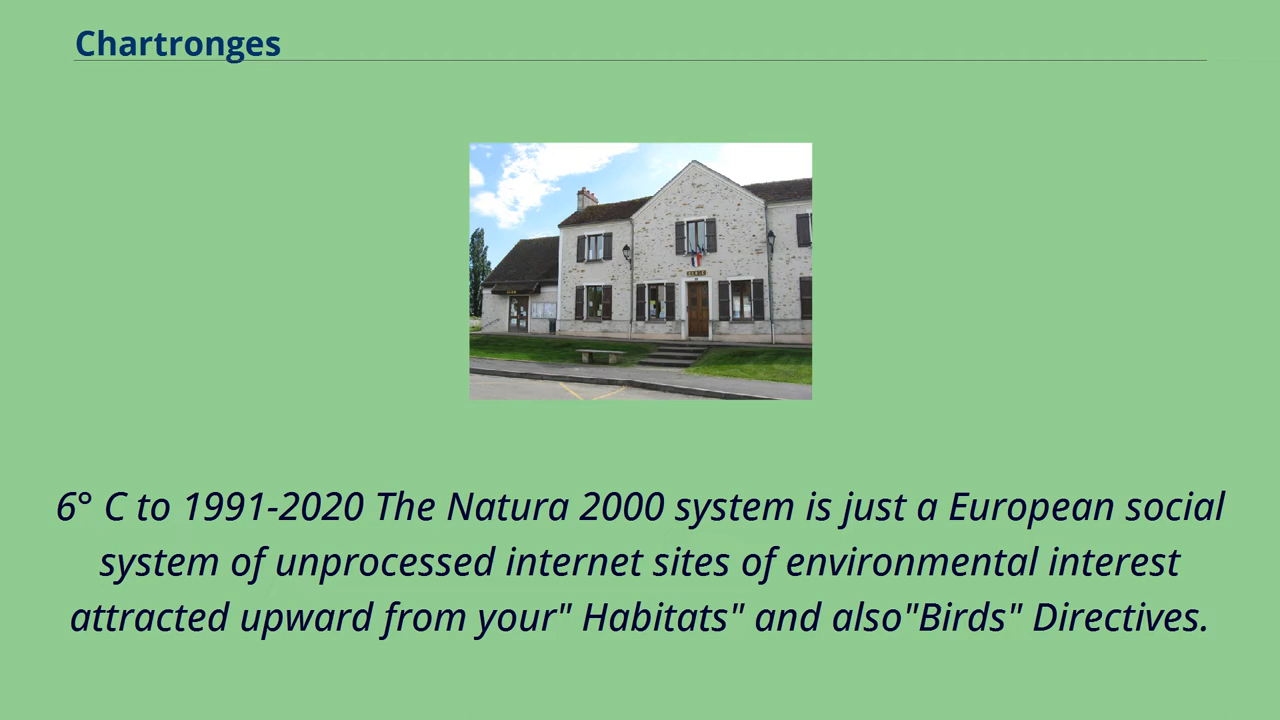 Chartronges
6° C to 1991-2020 The Natura 2000 system is just a European social
system of unprocessed internet sites of environmental interest
attracted upward from your" Habitats" and also"Birds" Directives.